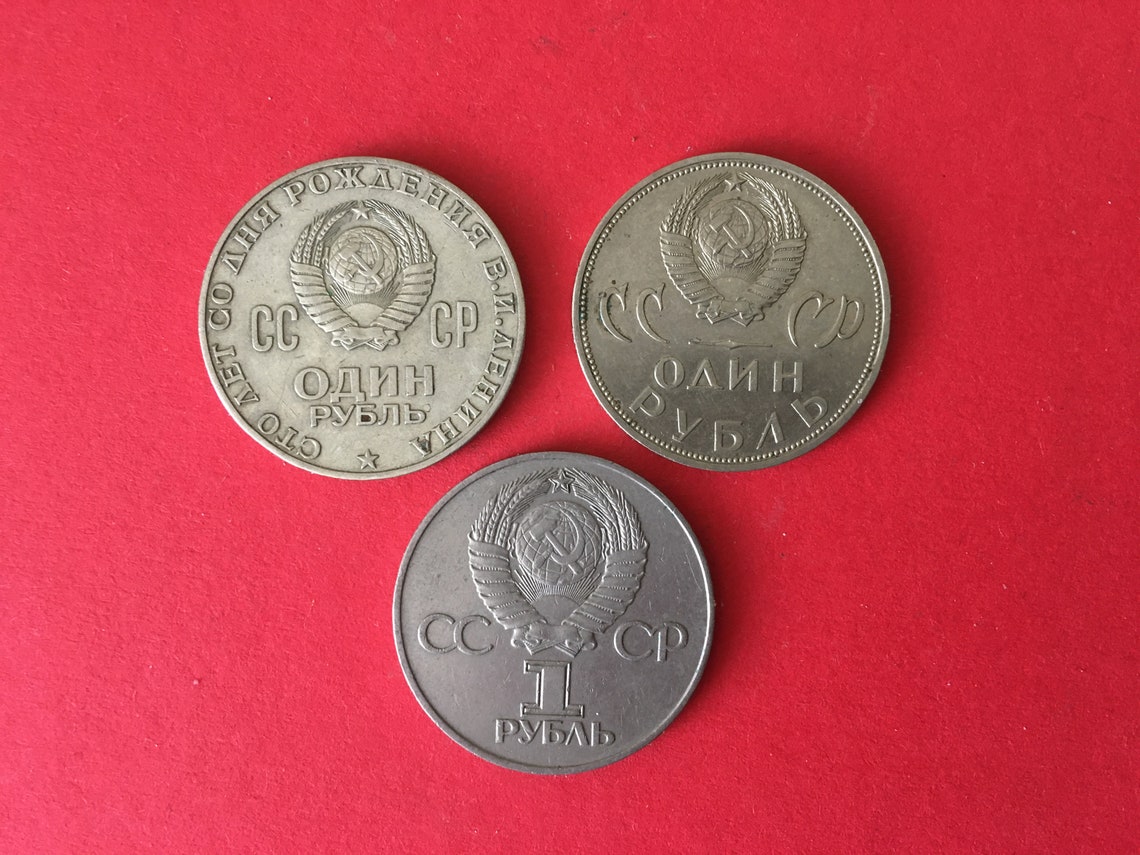 СТО ЛЕТ СО ДНЯ РОЖДЕНИЯ В.И.ЛЕНИНА
СС СР
ОДИН
РУБЛЬ
СС СР
ОДИН
РУБЛЬ
СС СР
1
РУБЛЬ